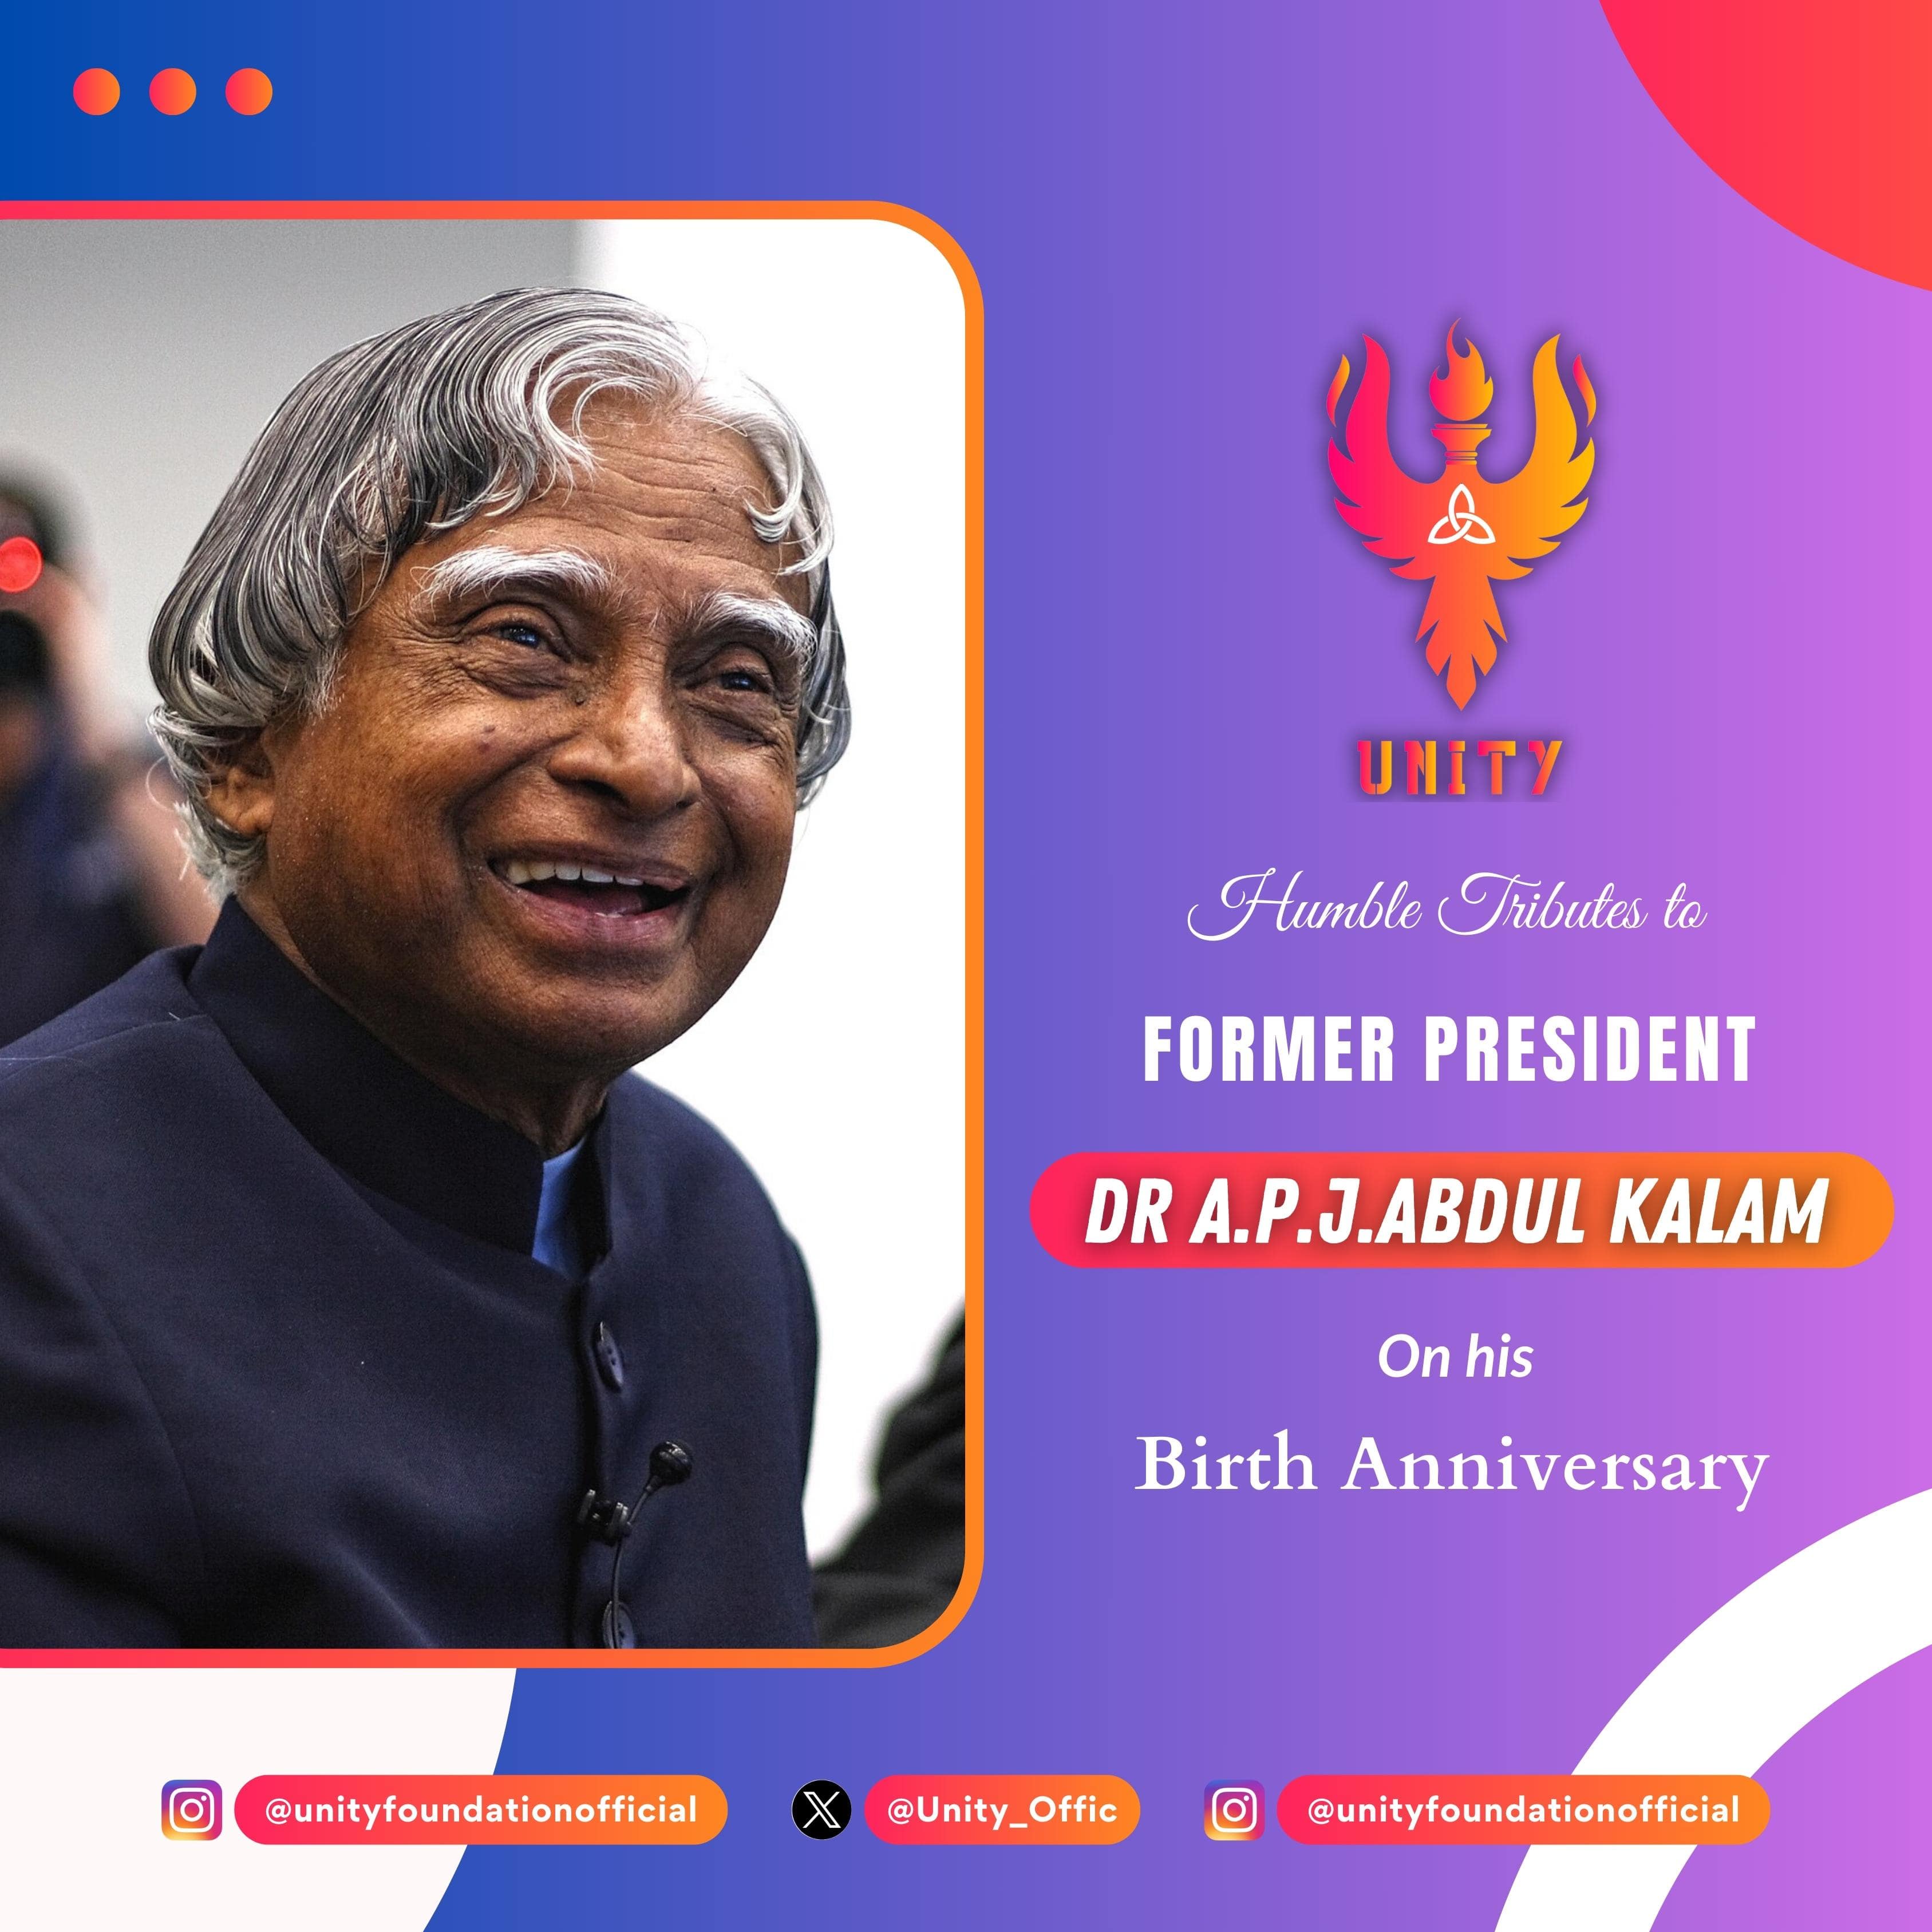 UNITY
Humble Tributes to
FORMER PRESIDENT
DR A.P.J.ABDUL KALAM
On his
Birth Anniversary
@unityfoundationofficial
@Unity_Offic
@unityfoundationofficial